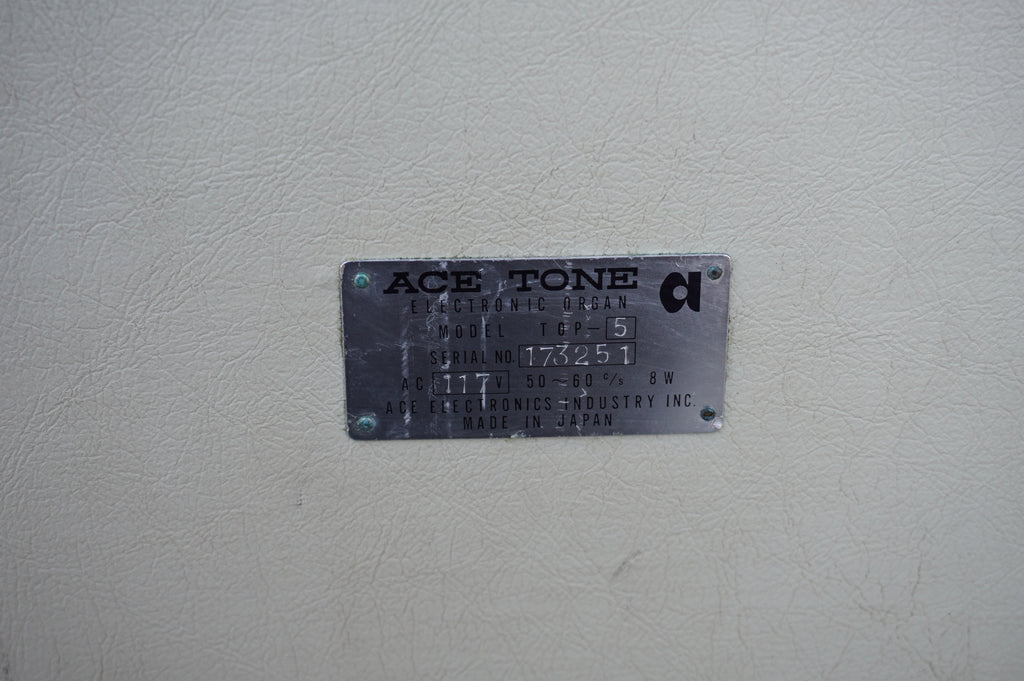 ACE TONE a
ELECTRONIC ORGAN
MODEL TOP-5
SERIAL NO. 173251
AC 117 V 50~60 c/s 8 W
ACE ELECTRONICS INDUSTRY INC.
MADE IN JAPAN